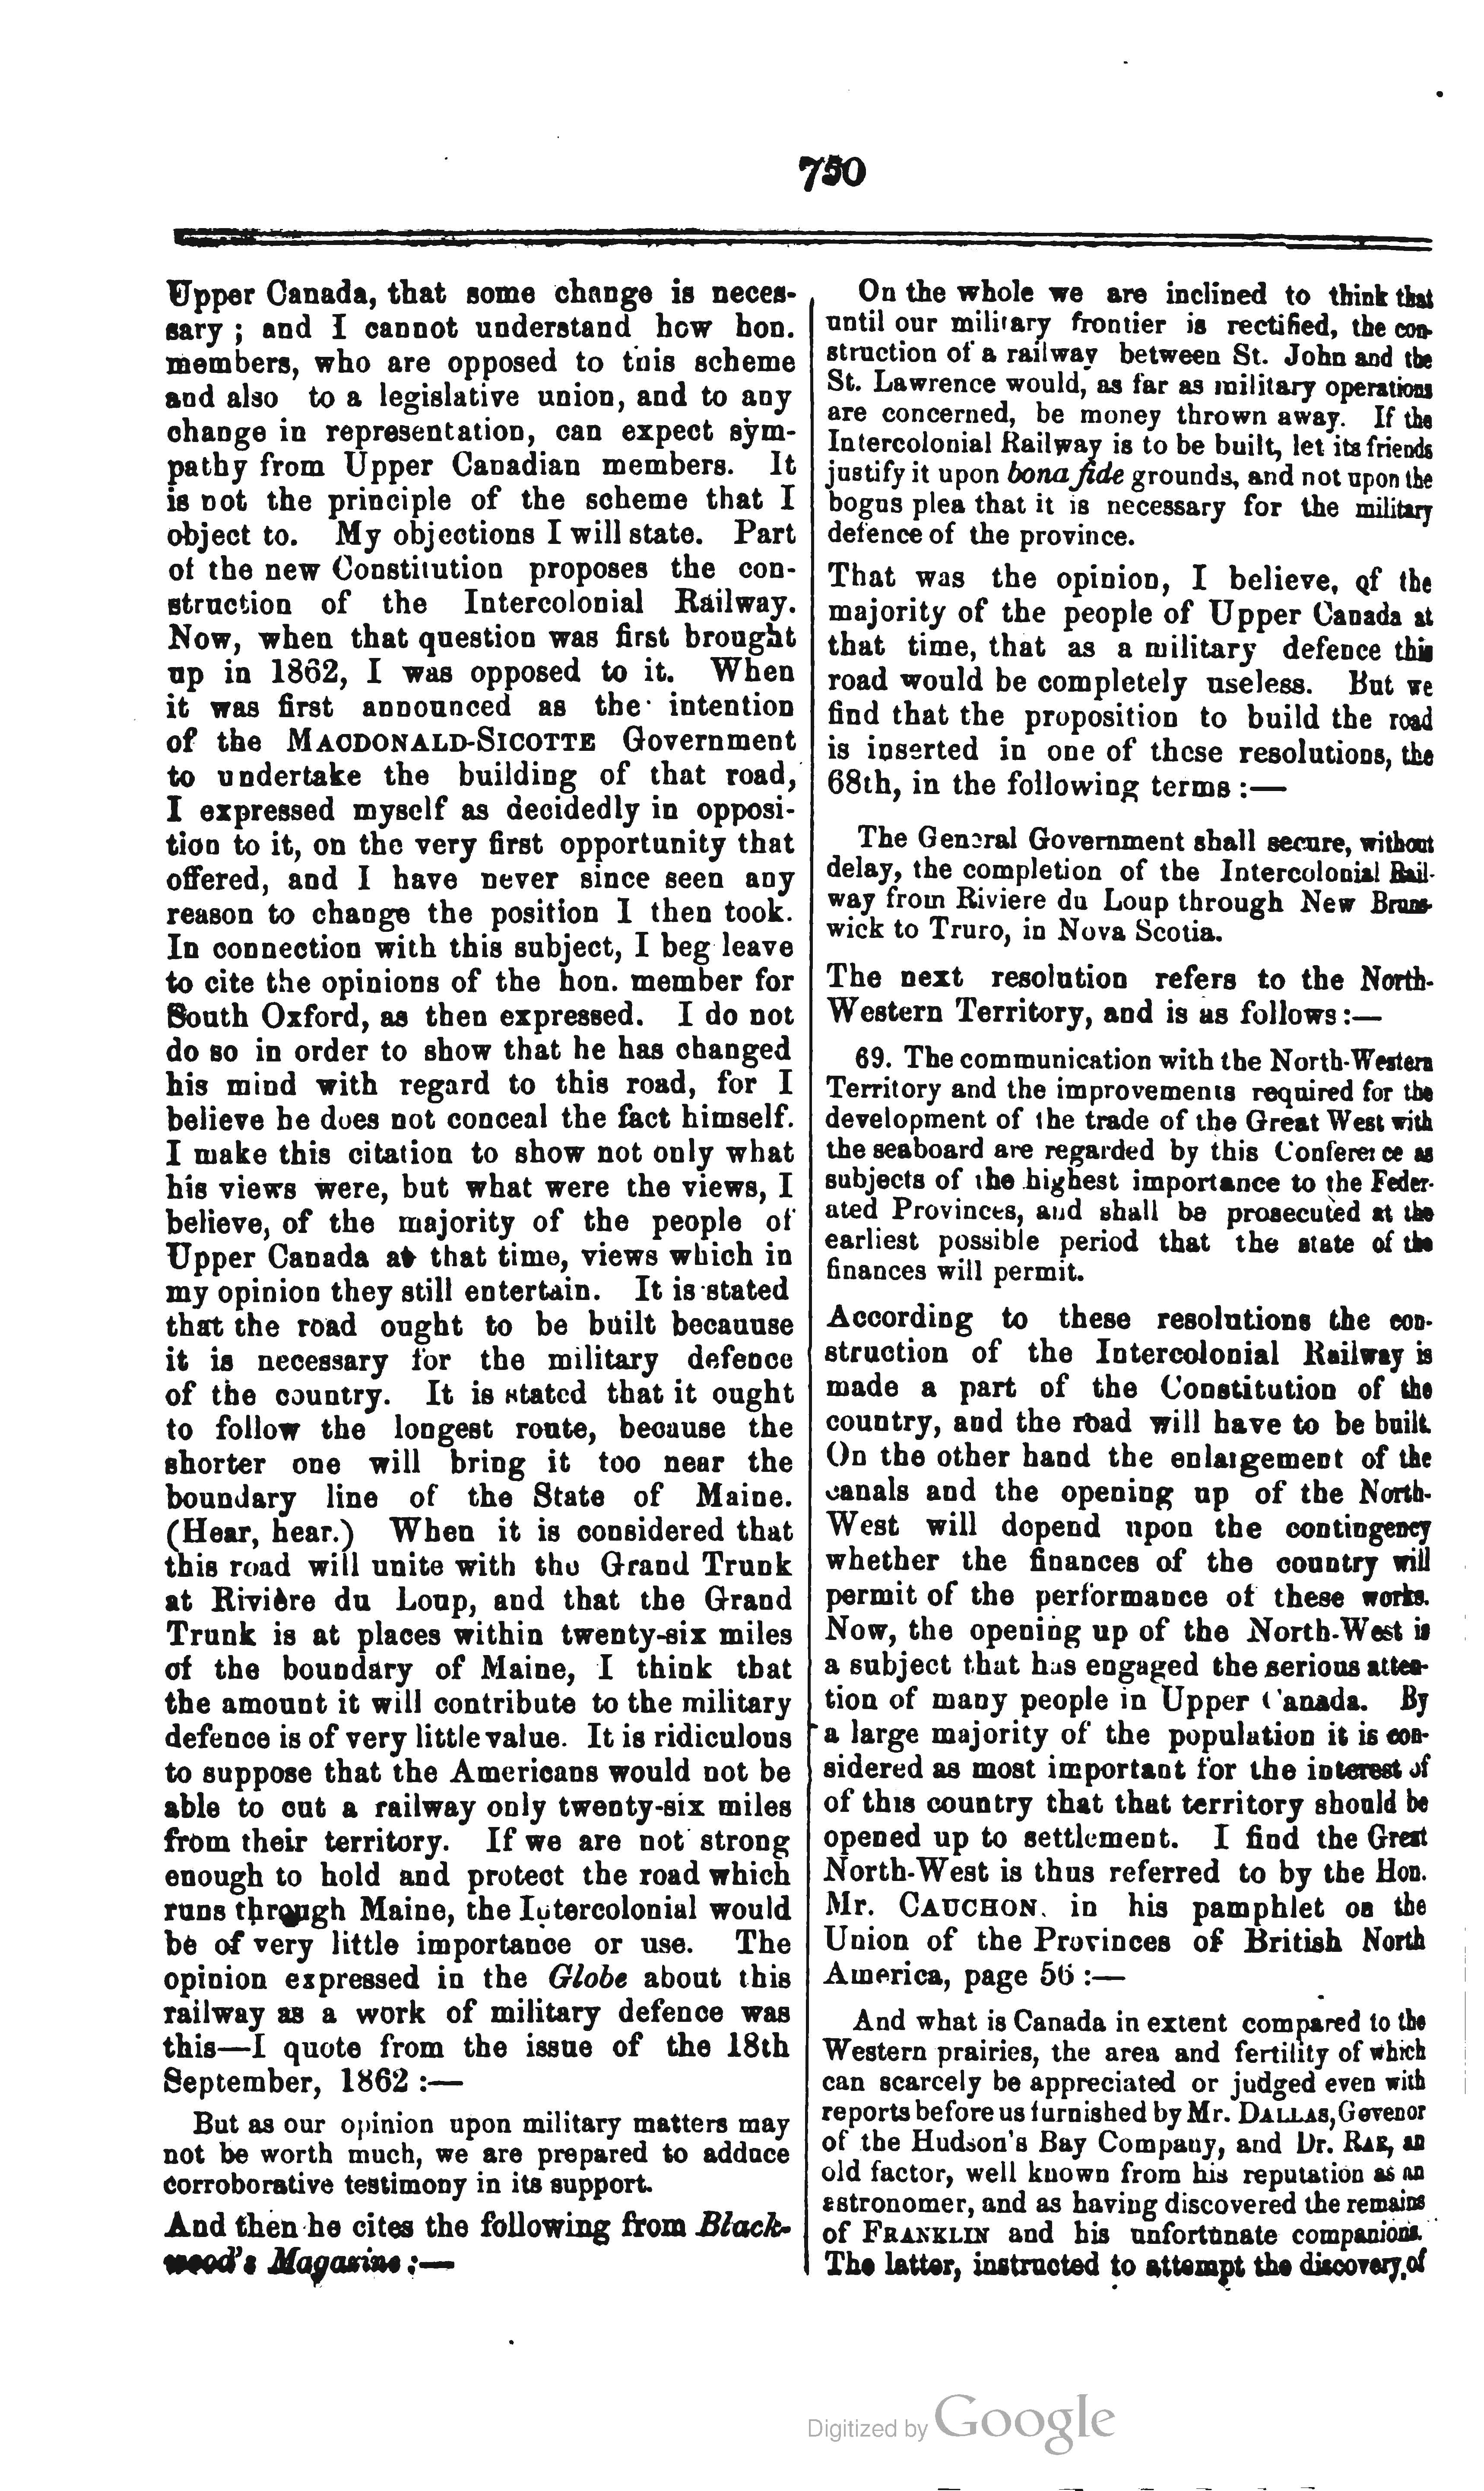 750
Upper Canada, that some change is neces-
sary ; and I cannot understand how hon.
members, who are opposed to this scheme
and also to a legislative union, and to any
change in representation, can expect sym-
pathy from Upper Canadian members. It
is not the principle of the scheme that I
object to. My objections I will state. Part
of the new Constitution proposes the con-
struction of the Intercolonial Railway.
Now, when that question was first brought
up in 1862, I was opposed to it. When
it was first announced as the intention
of the MACDONALD-SICOTTE Government
to undertake the building of that road,
I expressed myself as decidedly in opposi-
tion to it, on the very first opportunity that
offered, and I have never since seen any
reason to change the position I then took.
In connection with this subject, I beg leave
to cite the opinions of the hon. member for
South Oxford, as then expressed. I do not
do so in order to show that he has changed
his mind with regard to this road, for I
believe he does not conceal the fact himself.
I make this citation to show not only what
his views were, but what were the views, I
believe, of the majority of the people of
Upper Canada at that time, views which in
my opinion they still entertain. It is stated
that the road ought to be built becauuse
it is necessary for the military defence
of the country. It is stated that it ought
to follow the longest route, because the
shorter one will bring it too near the
boundary line of the State of Maine.
(Hear, hear.) When it is considered that
this road will unite with the Grand Trunk
at Rivière du Loup, and that the Grand
Trunk is at places within twenty-six miles
of the boundary of Maine, I think that
the amount it will contribute to the military
defence is of very little value. It is ridiculous
to suppose that the Americans would not be
able to cut a railway only twenty-six miles
from their territory. If we are not strong
enough to hold and protect the road which
runs through Maine, the Intercolonial would
be of very little importance or use. The
opinion expressed in the Globe about this
railway as a work of military defence was
this—I quote from the issue of the 18th
September, 1862 :—
But as our opinion upon military matters may
not be worth much, we are prepared to adduce
corroborative testimony in its support.
And then he cites the following from Black-
wood's Magazine :—
On the whole we are inclined to think that
until our military frontier is rectified, the con-
struction of a railway between St. John and the
St. Lawrence would, as far as military operations
are concerned, be money thrown away. If the
Intercolonial Railway is to be built, let its friends
justify it upon bona fide grounds, and not upon the
bogus plea that it is necessary for the military
defence of the province.
That was the opinion, I believe, of the
majority of the people of Upper Canada at
that time, that as a military defence this
road would be completely useless. But we
find that the proposition to build the road
is inserted in one of these resolutions, the
68th, in the following terms :—
The General Government shall secure, without
delay, the completion of the Intercolonial Rail-
way from Riviere du Loup through New Bruns-
wick to Truro, in Nova Scotia.
The next resolution refers to the North-
Western Territory, and is as follows :—
69. The communication with the North-Western
Territory and the improvements required for the
development of the trade of the Great West with
the seaboard are regarded by this Conference as
subjects of the highest importance to the Feder-
ated Provinces, and shall be prosecuted at the
earliest possible period that the state of the
finances will permit.
According to these resolutions the con-
struction of the Intercolonial Railway is
made a part of the Constitution of the
country, and the road will have to be built.
On the other hand the enlargement of the
canals and the opening up of the North-
West will depend upon the contingency
whether the finances of the country will
permit of the performance of these works.
Now, the opening up of the North-West is
a subject that has engaged the serious atten-
tion of many people in Upper Canada. By
a large majority of the population it is con-
sidered as most important for the interest of
of this country that that territory should be
opened up to settlement. I find the Great
North-West is thus referred to by the Hon.
Mr. CAUCHON, in his pamphlet on the
Union of the Provinces of British North
America, page 56 :—
And what is Canada in extent compared to the
Western prairies, the area and fertility of which
can scarcely be appreciated or judged even with
reports before us furnished by Mr. DALLAS, Govenor
of the Hudson's Bay Company, and Dr. RAE, an
old factor, well known from his reputation as an
astronomer, and as having discovered the remains
of FRANKLIN and his unfortunate companions.
The latter, instructed to attempt the discovery of
Digitized by Google